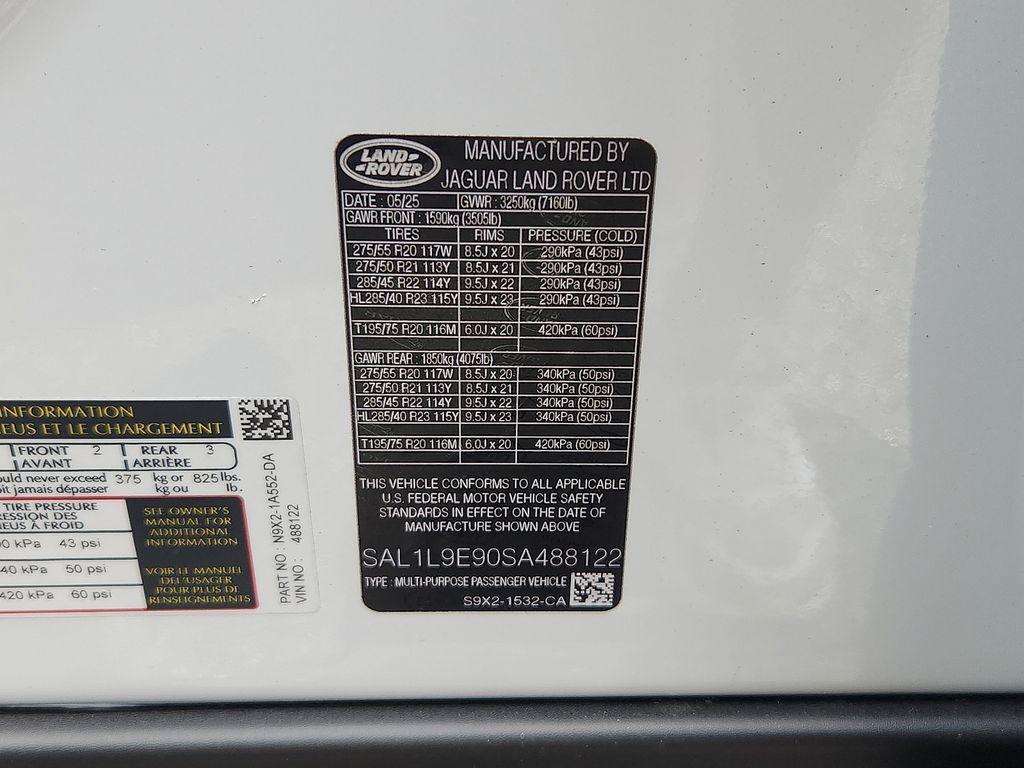 LAND-
-ROVER
MANUFACTURED BY
JAGUAR LAND ROVER LTD
DATE : 05/25 GVWR : 3250kg (7160lb)
GAWR FRONT : 1590kg (3505lb)
TIRES RIMS PRESSURE (COLD)
275/55 R20 117W 8.5J x 20 290kPa (43psi)
275/50 R21 113Y 8.5J x 21 290kPa (43psi)
285/45 R22 114Y 9.5J x 22 290kPa (43psi)
HL285/40 R23 115Y 9.5J x 23 290kPa (43psi)
T195/75 R20 116M 6.0J x 20 420kPa (60psi)
GAWR REAR : 1850kg (4075lb)
275/55 R20 117W 8.5J x 20 340kPa (50psi)
275/50 R21 113Y 8.5J x 21 340kPa (50psi)
285/45 R22 114Y 9.5J x 22 340kPa (50psi)
HL285/40 R23 115Y 9.5J x 23 340kPa (50psi)
T195/75 R20 116M 6.0J x 20 420kPa (60psi)
THIS VEHICLE CONFORMS TO ALL APPLICABLE
U.S. FEDERAL MOTOR VEHICLE SAFETY
STANDARDS IN EFFECT ON THE DATE OF
MANUFACTURE SHOWN ABOVE
SAL1L9E90SA488122
TYPE : MULTI-PURPOSE PASSENGER VEHICLE
S9X2-1532-CA
INFORMATION
EUS ET LE CHARGEMENT
FRONT 2 REAR 3
AVANT ARRIÈRE
ould never exceed 375 kg or 825 lbs.
oit jamais dépasser kg ou lb.
TIRE PRESSURE
RESSION DES
NEUS À FROID
0 kPa 43 psi
40 kPa 50 psi
420 kPa 60 psi
SEE OWNER'S
MANUAL FOR
ADDITIONAL
INFORMATION
VOIR LE MANUEL
DE L'USAGER
POUR PLUS DE
RENSEIGNEMENTS
PART NO : N9X2-1A552-DA
VIN NO : 488122